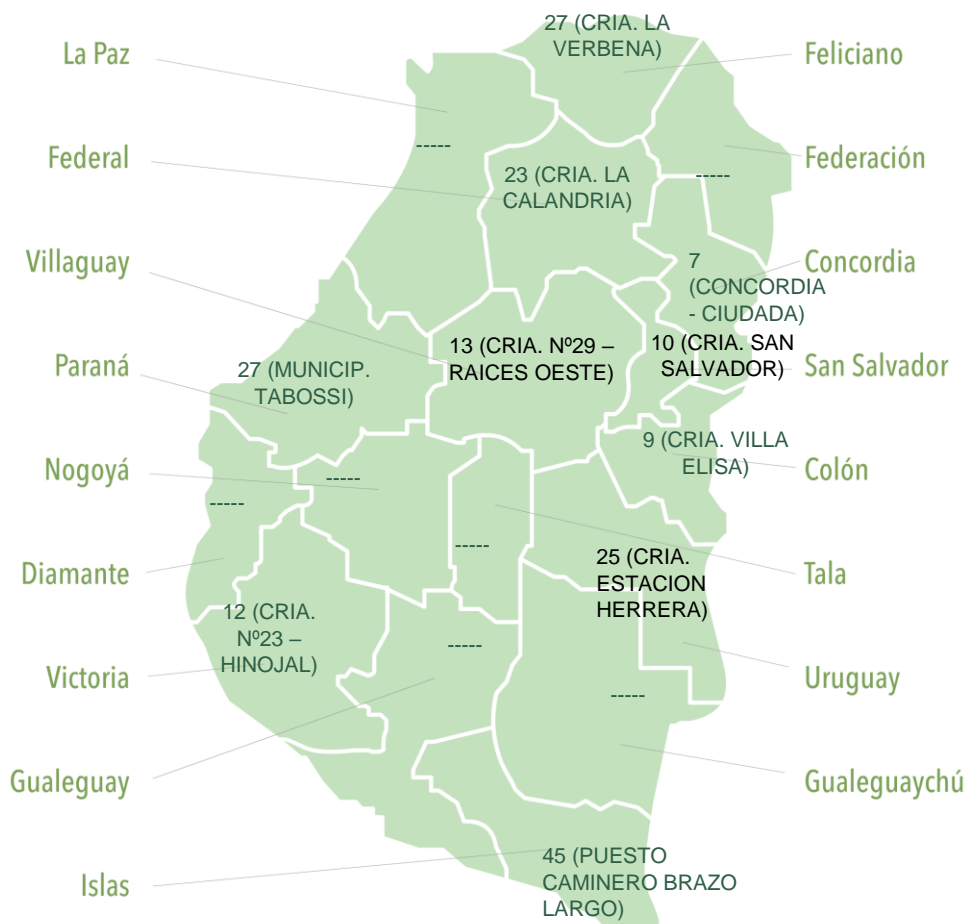 27 (CRIA. LA
VERBENA)
La Paz
Feliciano
-----
Federal
Federación
23 (CRIA. LA
CALANDRIA)
-----
Villaguay
Concordia
7
(CONCORDIA
- CIUDADA)
13 (CRIA. Nº29 –
RAICES OESTE)
10 (CRIA. SAN
SALVADOR)
Paraná
27 (MUNICIP.
TABOSSI)
San Salvador
9 (CRIA. VILLA
ELISA)
Nogoyá
-----
Colón
-----
-----
Diamante
25 (CRIA.
ESTACION
HERRERA)
Tala
12 (CRIA.
Nº23 –
HINOJAL)
-----
Victoria
Uruguay
-----
Gualeguay
Gualeguaychú
45 (PUESTO
CAMINERO BRAZO
LARGO)
Islas